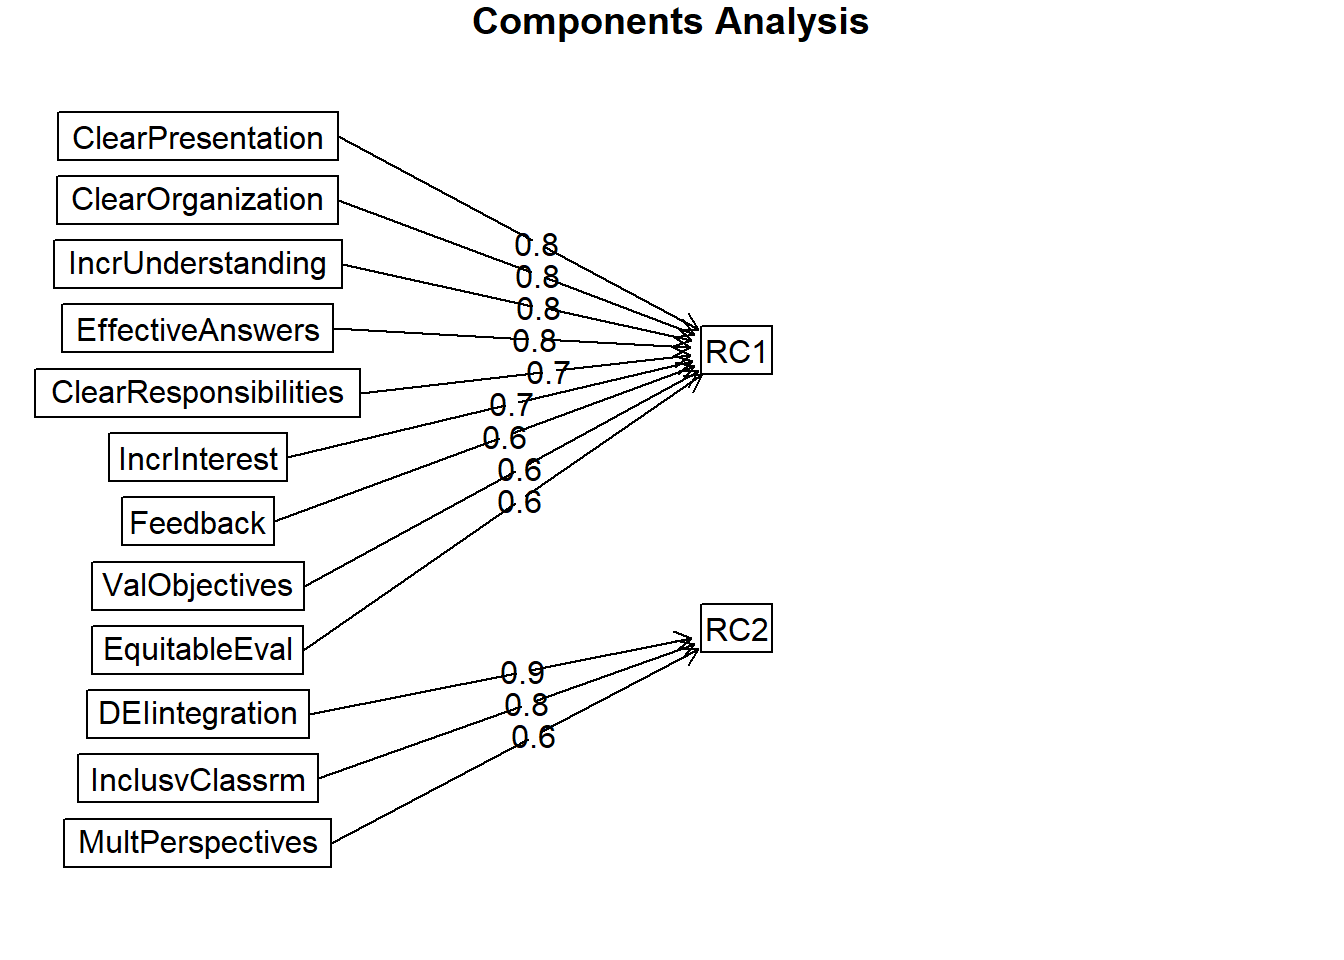 Components Analysis
ClearPresentation
ClearOrganization
IncrUnderstanding
EffectiveAnswers
ClearResponsibilities
IncrInterest
Feedback
ValObjectives
EquitableEval
DEIintegration
InclusvClassrm
MultPerspectives
0.8
0.8
0.8
0.8
0.7
0.7
0.6
0.6
0.6
0.9
0.8
0.6
RC1
RC2